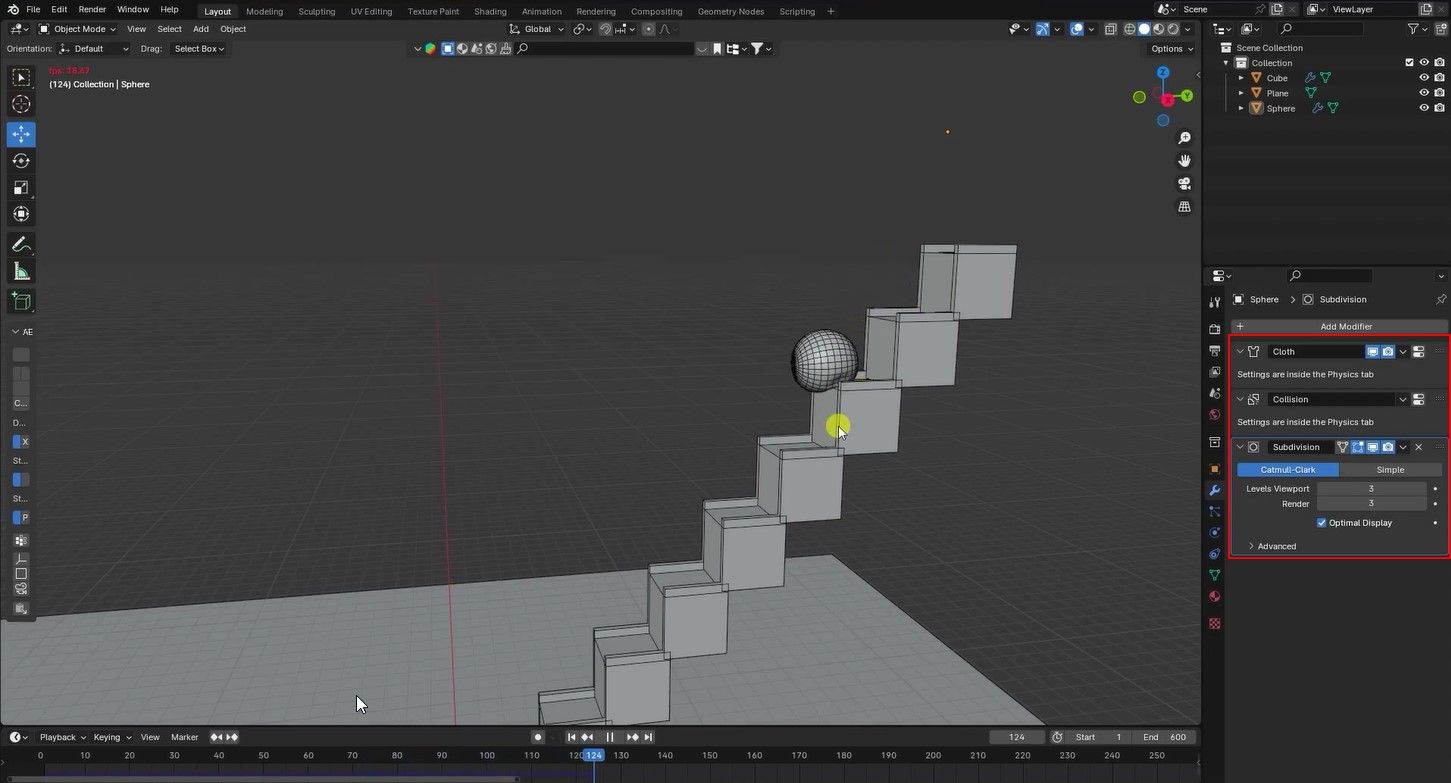 File Edit Render Window Help Layout Modeling Sculpting UV Editing Texture Paint Shading Animation Rendering Compositing Geometry Nodes Scripting + Scene ViewLayer
Object Mode View Select Add Object Global
Orientation: Default Drag: Select Box Options
Scene Collection
Collection
Cube
Plane
Sphere
fps: 38.67
(124) Collection | Sphere
Z
Y
X
AE
C...
D...
X
St...
St...
P
Sphere > Subdivision
+ Add Modifier
Cloth
Settings are inside the Physics tab
Collision
Settings are inside the Physics tab
Subdivision
Catmull-Clark Simple
Levels Viewport 3
Render 3
Optimal Display
Advanced
Playback Keying View Marker 124 Start 1 End 600
0 10 20 30 40 50 60 70 80 90 100 110 120 124 130 140 150 160 170 180 190 200 210 220 230 240 250